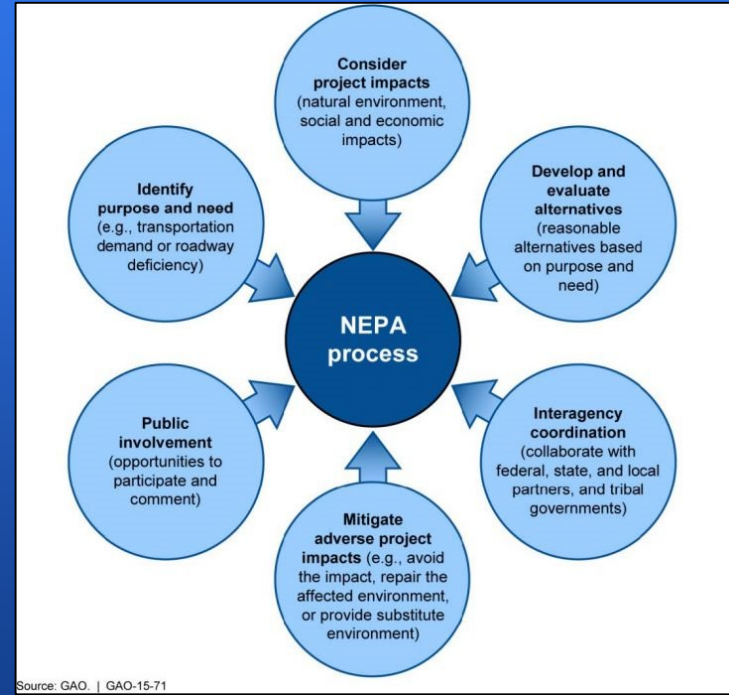 Consider
project impacts
(natural environment,
social and economic
impacts)
Develop and
evaluate
alternatives
(reasonable
alternatives based
on purpose and
need)
Interagency
coordination
(collaborate with
federal, state, and local
partners, and tribal
governments)
Mitigate
adverse project
impacts (e.g., avoid
the impact, repair the
affected environment,
or provide substitute
environment)
Public
involvement
(opportunities to
participate and
comment)
Identify
purpose and need
(e.g., transportation
demand or roadway
deficiency)
NEPA
process
Source: GAO. | GAO-15-71